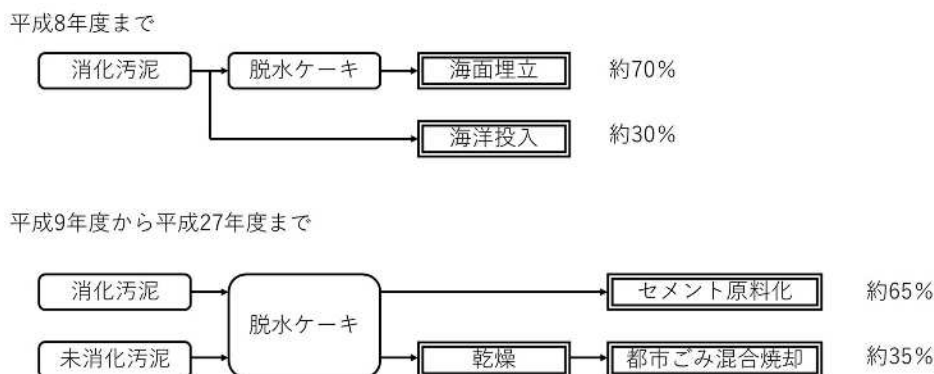 平成8年度まで
消化汚泥 脱水ケーキ 海面埋立 約70%
海洋投入 約30%
平成9年度から平成27年度まで
消化汚泥 セメント原料化 約65%
脱水ケーキ
未消化汚泥 乾燥 都市ごみ混合焼却 約35%